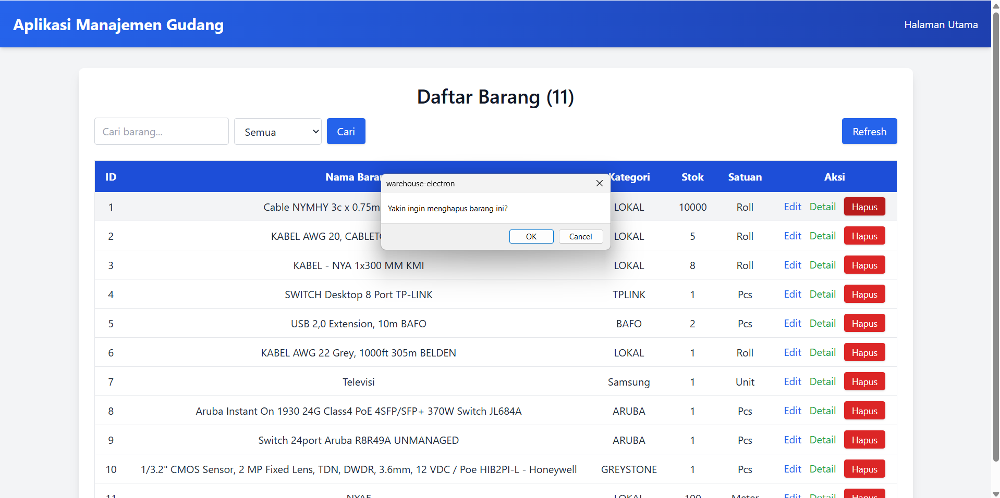 Aplikasi Manajemen Gudang Halaman Utama
Daftar Barang (11)
Cari barang... Semua Cari Refresh
ID Nama Barang Kategori Stok Satuan Aksi
warehouse-electron
Yakin ingin menghapus barang ini?
OK Cancel
1 Cable NYMHY 3c x 0.75m LOKAL 10000 Roll Edit Detail Hapus
2 KABEL AWG 20, LOKAL 5 Roll Edit Detail Hapus
3 KABEL - NYA 1x300 MM KMI LOKAL 8 Roll Edit Detail Hapus
4 SWITCH Desktop 8 Port TP-LINK TPLINK 1 Pcs Edit Detail Hapus
5 USB 2,0 Extension, 10m BAFO BAFO 2 Pcs Edit Detail Hapus
6 KABEL AWG 22 Grey, 1000ft 305m BELDEN LOKAL 1 Roll Edit Detail Hapus
7 Televisi Samsung 1 Unit Edit Detail Hapus
8 Aruba Instant On 1930 24G Class4 PoE 4SFP/SFP+ 370W Switch JL684A ARUBA 1 Pcs Edit Detail Hapus
9 Switch 24port Aruba R8R49A UNMANAGED ARUBA 1 Pcs Edit Detail Hapus
10 1/3.2" CMOS Sensor, 2 MP Fixed Lens, TDN, DWDR, 3.6mm, 12 VDC / Poe HIB2PI-L - Honeywell GREYSTONE 1 Pcs Edit Detail Hapus
11 LOKAL 100 Meter Edit Detail Hapus